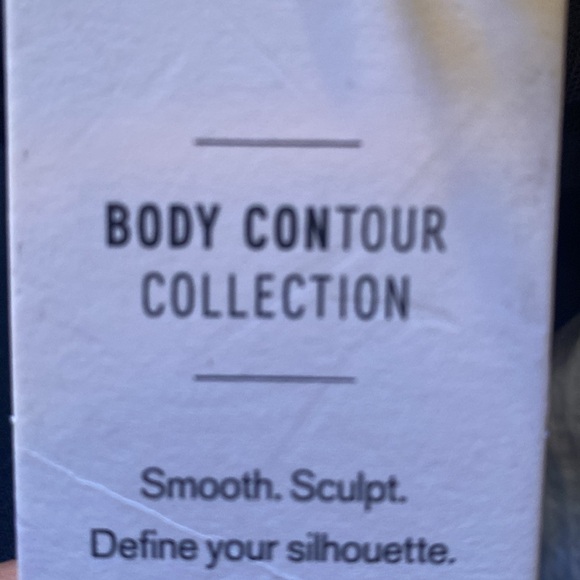 BODY CONTOUR
COLLECTION
Smooth. Sculpt.
Define your silhouette.